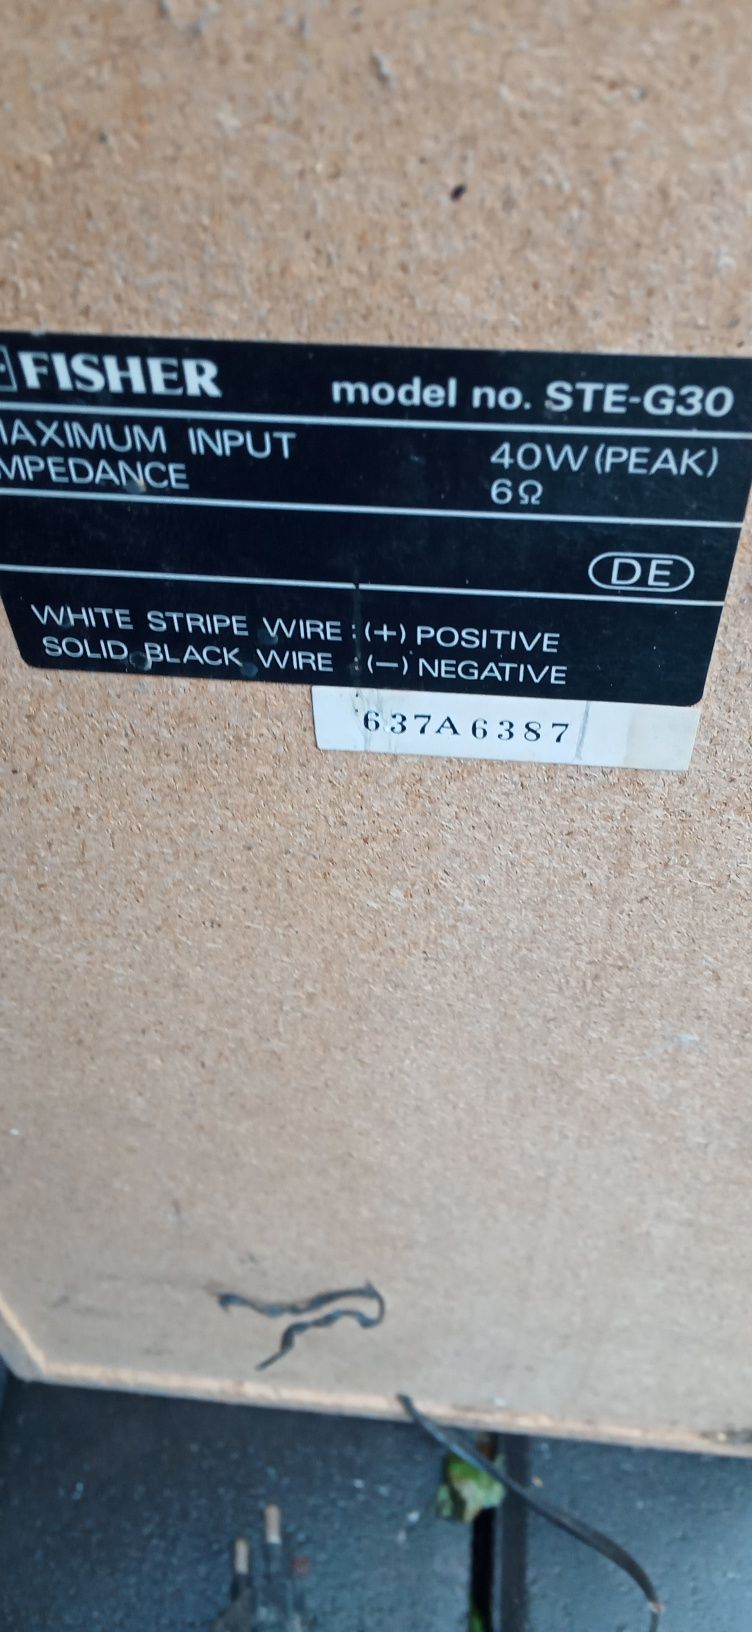 FISHER model no. STE-G30
MAXIMUM INPUT 40W (PEAK)
IMPEDANCE 6Ω
DE
WHITE STRIPE WIRE : (+) POSITIVE
SOLID BLACK WIRE : (−) NEGATIVE
637A6387